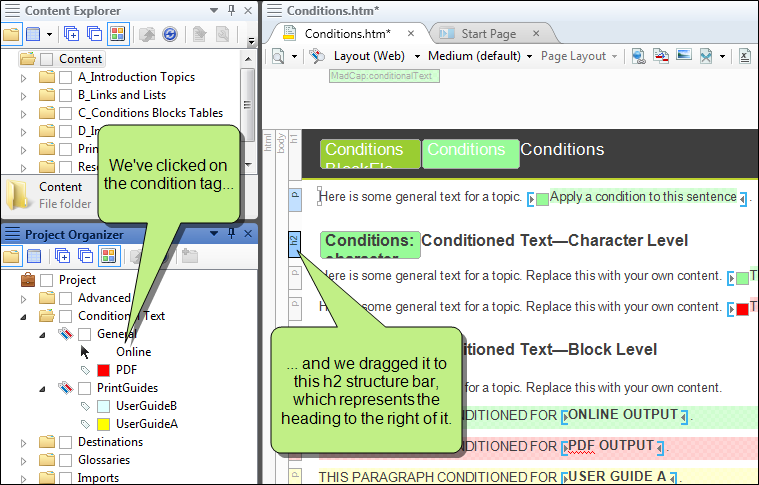 Content Explorer
Content
A_Introduction Topics
B_Links and Lists
C_Conditions Blocks Tables
D_In
Prin
Reso
Content
File folder
We've clicked on
the condition tag...
Project Organizer
Project
Advanced
Conditional Text
General
Online
PDF
PrintGuides
UserGuideB
UserGuideA
Destinations
Glossaries
Imports
Conditions.htm*
Conditions.htm*
Start Page
Layout (Web)
Medium (default)
Page Layout
MadCap:conditionalText
html
body
h1
Conditions
BlockEle
Conditions
Conditions
p
Here is some general text for a topic. Apply a condition to this sentence .
h2
Conditions:
character
Conditioned Text—Character Level
p
Here is some general text for a topic. Replace this with your own content. T
p
Here is some general text for a topic. Replace this with your own content. T
... and we dragged it to
this h2 structure bar,
which represents the
heading to the right of it.
tioned Text—Block Level
t for a topic. Replace this with your own content.
NDITIONED FOR ONLINE OUTPUT .
NDITIONED FOR PDF OUTPUT .
p
THIS PARAGRAPH CONDITIONED FOR USER GUIDE A .